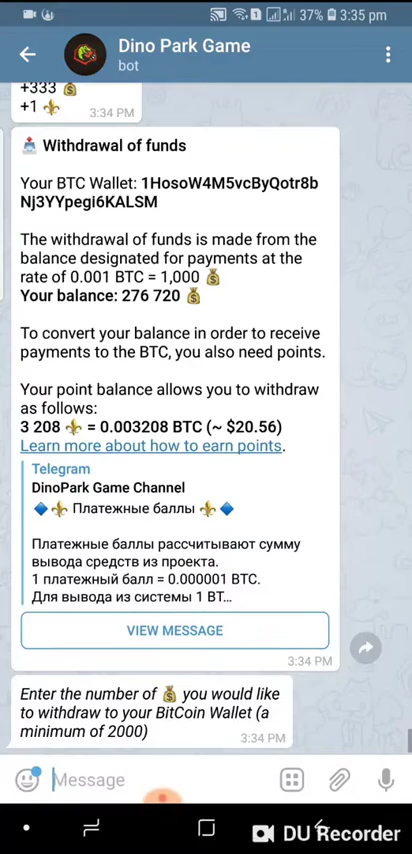 37% 3:35 pm
Dino Park Game
bot
+333 💰
+1 ⚜
3:34 PM
Withdrawal of funds
Your BTC Wallet: 1HosoW4M5vcByQotr8b
Nj3YYpegi6KALSM
The withdrawal of funds is made from the
balance designated for payments at the
rate of 0.001 BTC = 1,000 💰
Your balance: 276 720 💰
To convert your balance in order to receive
payments to the BTC, you also need points.
Your point balance allows you to withdraw
as follows:
3 208 ⚜ = 0.003208 BTC (~ $20.56)
Learn more about how to earn points.
Telegram
DinoPark Game Channel
🔷⚜ Платежные баллы ⚜🔷
Платежные баллы рассчитывают сумму
вывода средств из проекта.
1 платежный балл = 0.000001 BTC.
Для вывода из системы 1 BT...
VIEW MESSAGE
3:34 PM
Enter the number of 💰 you would like
to withdraw to your BitCoin Wallet (a
minimum of 2000)
3:34 PM
Message
DU Recorder